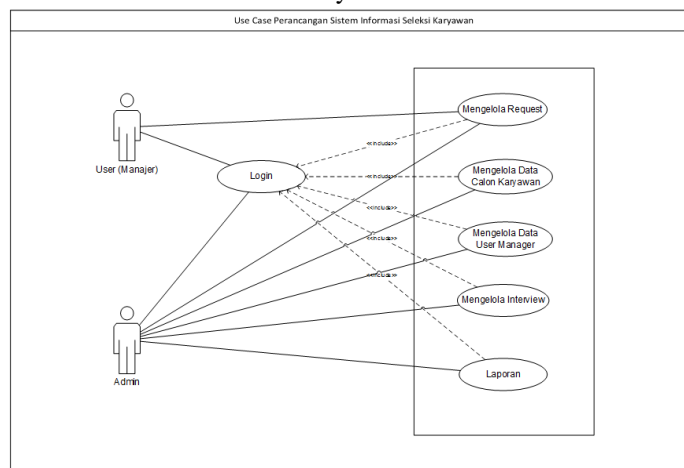 Use Case Perancangan Sistem Informasi Seleksi Karyawan
Mengelola Request
User (Manajer)
<<include>>
Login
<<include>>
Mengelola Data
Calon Karyawan
<<include>>
Mengelola Data
User Manager
<<include>>
<<include>>
Mengelola Interview
Admin
Laporan